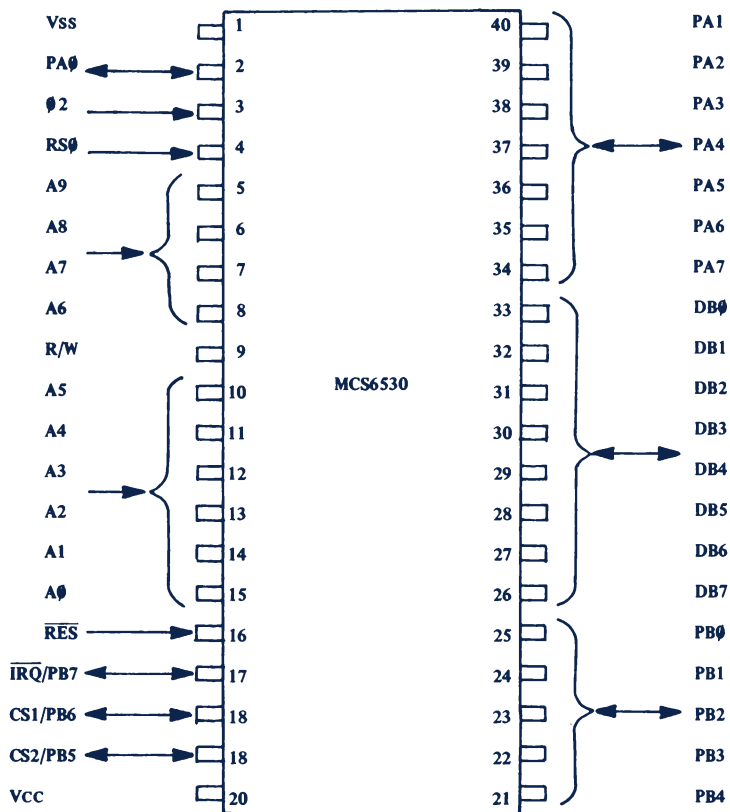 VSS 1 40 PA1
PAØ 2 39 PA2
Ø2 3 38 PA3
RSØ 4 37 PA4
A9 5 36 PA5
A8 6 35 PA6
A7 7 34 PA7
A6 8 33 DBØ
R/W 9 32 DB1
MCS6530
A5 10 31 DB2
A4 11 30 DB3
A3 12 29 DB4
A2 13 28 DB5
A1 14 27 DB6
AØ 15 26 DB7
RES 16 25 PBØ
IRQ/PB7 17 24 PB1
CS1/PB6 18 23 PB2
CS2/PB5 18 22 PB3
VCC 20 21 PB4